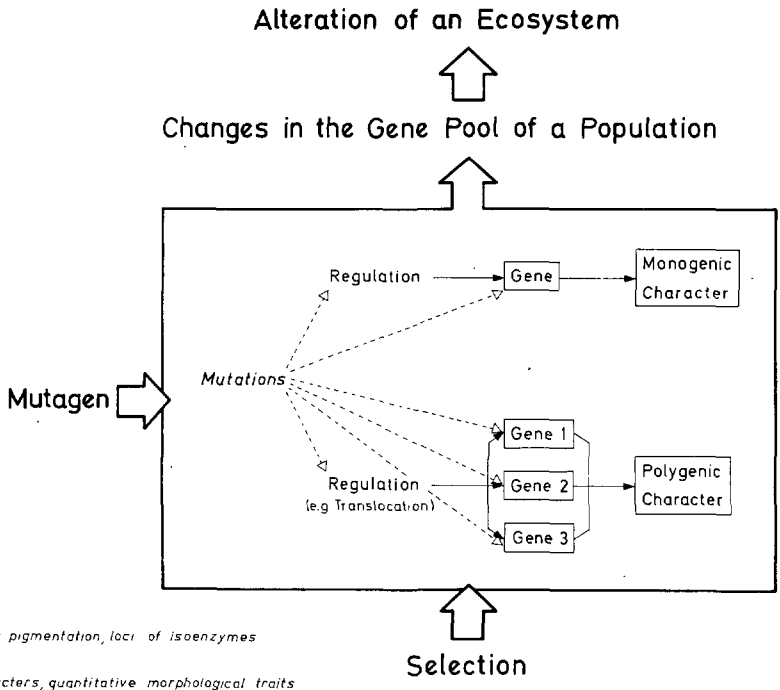 Alteration of an Ecosystem
Changes in the Gene Pool of a Population
Regulation
Gene
Monogenic
Character
Mutations
Mutagen
Gene 1
Regulation
(e.g Translocation)
Gene 2
Polygenic
Character
Gene 3
pigmentation, loci of isoenzymes
Selection
quantitative morphological traits